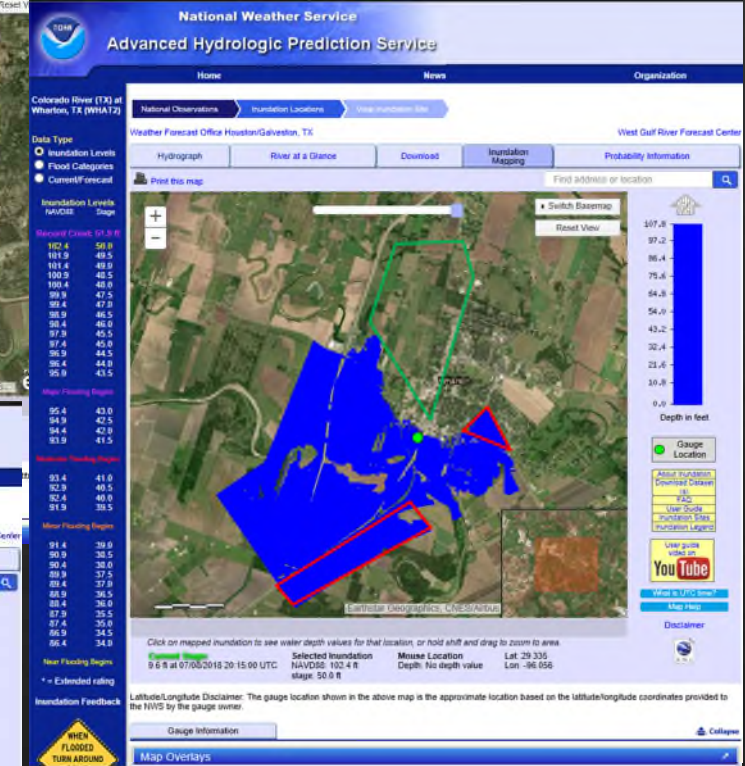 Reset V
NOAA
National Weather Service
Advanced Hydrologic Prediction Service
Home
News
Organization
Colorado River (TX) at
Wharton, TX (WHAT2)
National Observations
Inundation Locations
View Inundation Site
Weather Forecast Office Houston/Galveston, TX
West Gulf River Forecast Center
Data Type
Inundation Levels
Flood Categories
Current/Forecast
Hydrograph
River at a Glance
Download
Inundation
Mapping
Probability Information
Print this map
Find address or location
Inundation Levels
NAVD88 Stage
Record Crest: 51.9 ft
102.4 50.0
101.9 49.5
101.4 49.0
100.9 48.5
100.4 48.0
99.9 47.5
99.4 47.0
98.9 46.5
98.4 46.0
97.9 45.5
97.4 45.0
96.9 44.5
96.4 44.0
95.9 43.5
Major Flooding Begins
95.4 43.0
94.9 42.5
94.4 42.0
93.9 41.5
Moderate Flooding Begins
93.4 41.0
92.9 40.5
92.4 40.0
91.9 39.5
Minor Flooding Begins
91.4 39.0
90.9 38.5
90.4 38.0
89.9 37.5
89.4 37.0
88.9 36.5
88.4 36.0
87.9 35.5
87.4 35.0
86.9 34.5
86.4 34.0
Near Flooding Begins
* = Extended rating
Inundation Feedback
WHEN
FLOODED
TURN AROUND
+
−
Switch Basemap
Reset View
Earthstar Geographics, CNES/Airbus
107.8
97.2
86.4
75.6
64.8
54.0
43.2
32.4
21.6
10.8
0.0
Depth in feet
Gauge
Location
About Inundation
Download Dataset
(s)
FAQ
User Guide
Inundation Sites
Inundation Legend
User guide
video on
YouTube
What is UTC time?
Map Help
Disclaimer
Click on mapped inundation to see water depth values for that location, or hold shift and drag to zoom to area.
Current Stage:
9.6 ft at 07/06/2018 20:15:00 UTC
Selected Inundation
NAVD88: 102.4 ft
stage: 50.0 ft
Mouse Location
Depth: No depth value
Lat: 29.335
Lon: -96.056
Latitude/Longitude Disclaimer: The gauge location shown in the above map is the approximate location based on the latitude/longitude coordinates provided to
the NWS by the gauge owner.
Gauge Information
Collapse
Map Overlays
Center